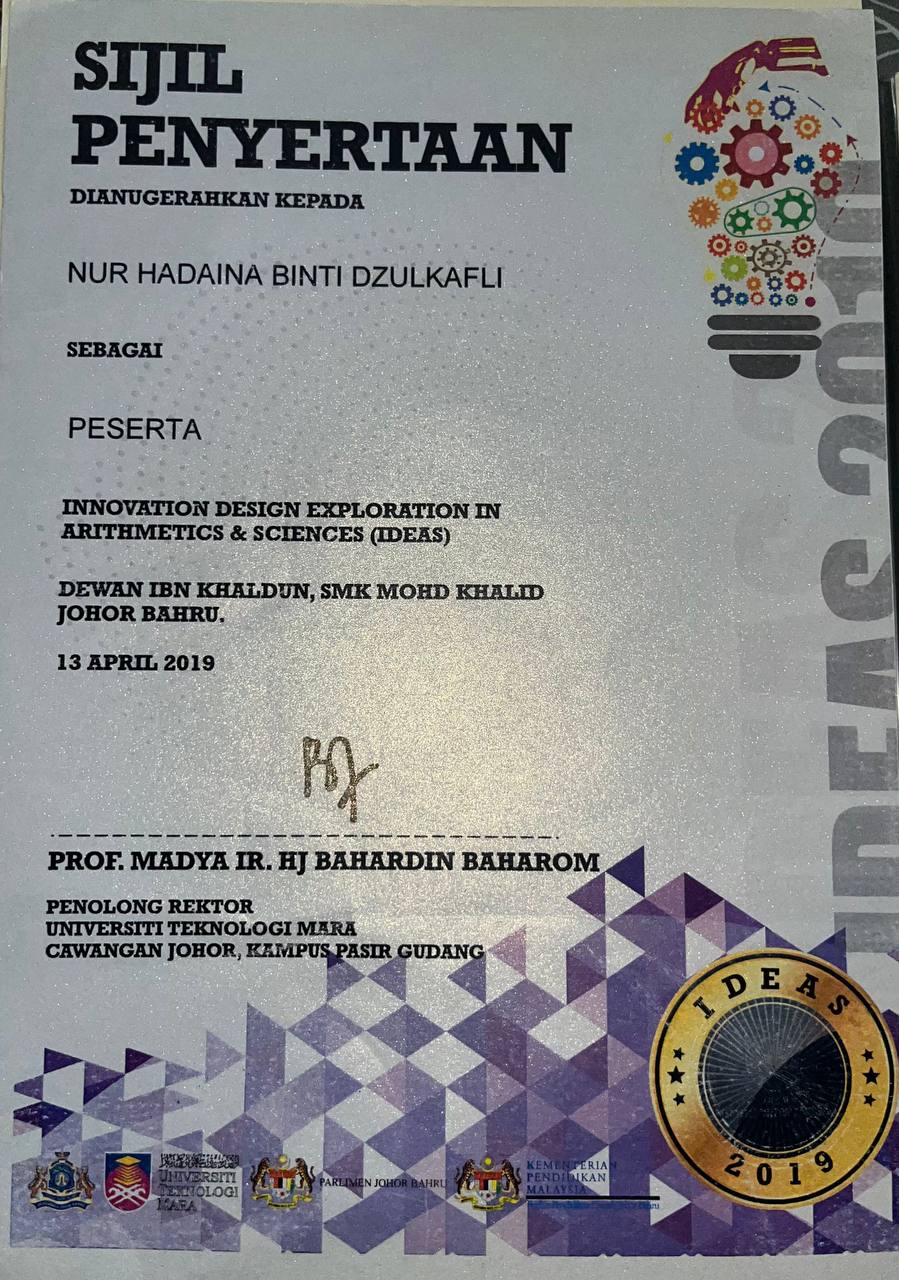 SIJIL
PENYERTAAN
DIANUGERAHKAN KEPADA
NUR HADAINA BINTI DZULKAFLI
SEBAGAI
PESERTA
INNOVATION DESIGN EXPLORATION IN
ARITHMETICS & SCIENCES (IDEAS)
DEWAN IBN KHALDUN, SMK MOHD KHALID
JOHOR BAHRU.
13 APRIL 2019
PROF. MADYA IR. HJ BAHARDIN BAHAROM
PENOLONG REKTOR
UNIVERSITI TEKNOLOGI MARA
CAWANGAN JOHOR, KAMPUS PASIR GUDANG
IDEAS 2019
IDEAS
2019
UNIVERSITI
TEKNOLOGI
MARA
PARLIMEN JOHOR BAHRU
KEMENTERIAN
PENDIDIKAN
MALAYSIA